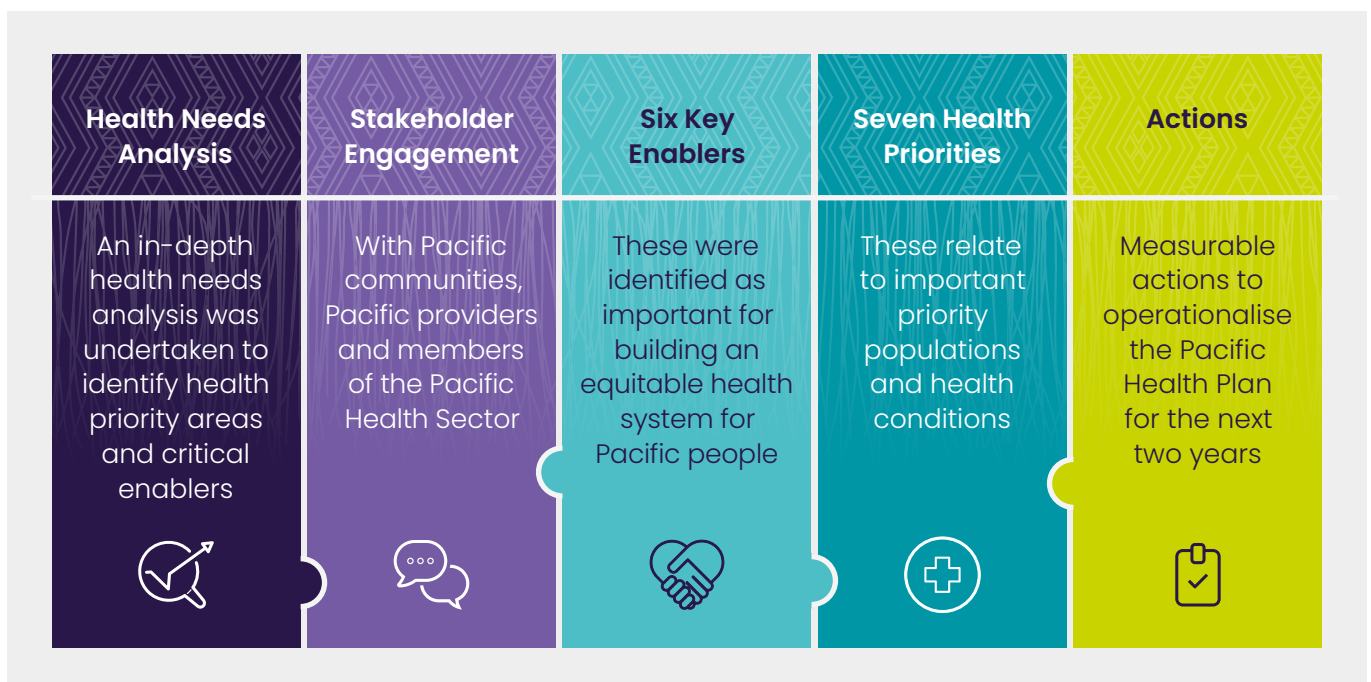 Health Needs
Analysis
An in-depth
health needs
analysis was
undertaken to
identify health
priority areas
and critical
enablers
Stakeholder
Engagement
With Pacific
communities,
Pacific providers
and members
of the Pacific
Health Sector
Six Key
Enablers
These were
identified as
important for
building an
equitable health
system for
Pacific people
Seven Health
Priorities
These relate
to important
priority
populations
and health
conditions
Actions
Measurable
actions to
operationalise
the Pacific
Health Plan
for the next
two years